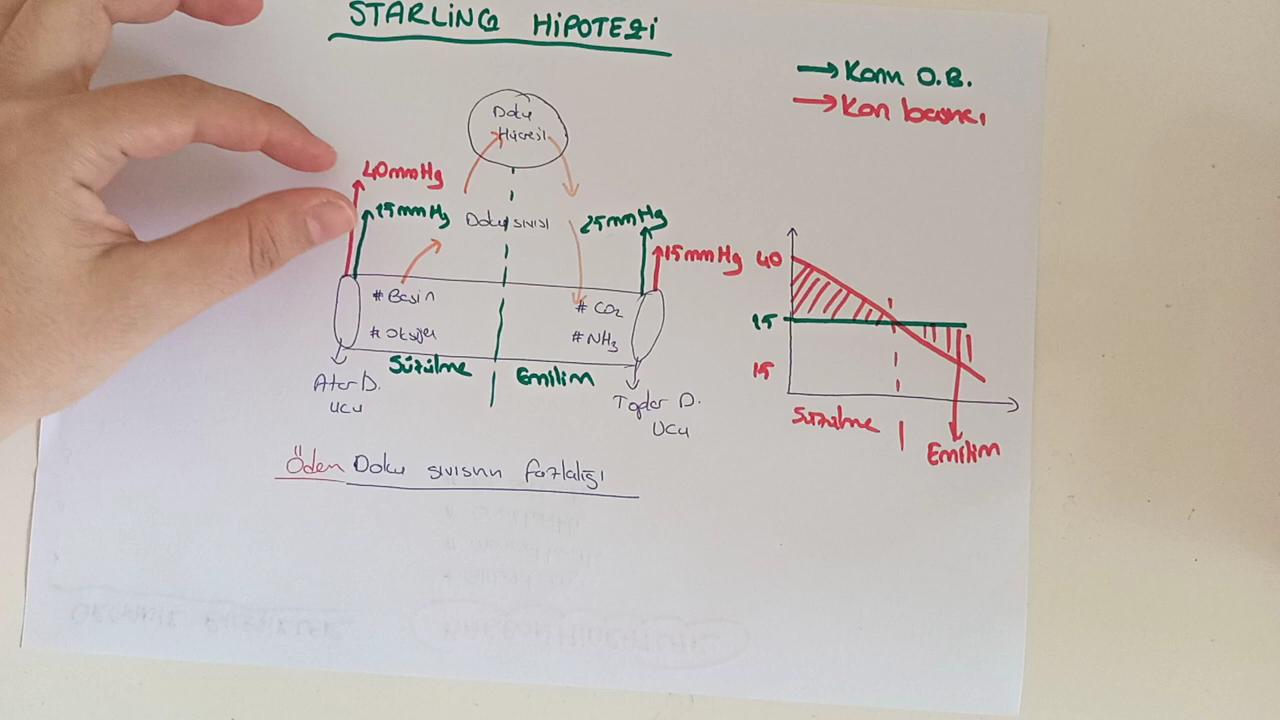 STARLING HİPOTEZİ
→ Kan O.B.
→ Kan basıncı
Doku
Hücresi
40mmHg
25mmHg
Doku sıvısı
25mmHg
15mmHg
# Besin
# Oksijen
# CO2
# NH3
Süzülme
Emilim
Atar D.
ucu
Toplar D.
Ucu
40
25
15
Süzülme
Emilim
Ödem Doku sıvısının fazlalığı